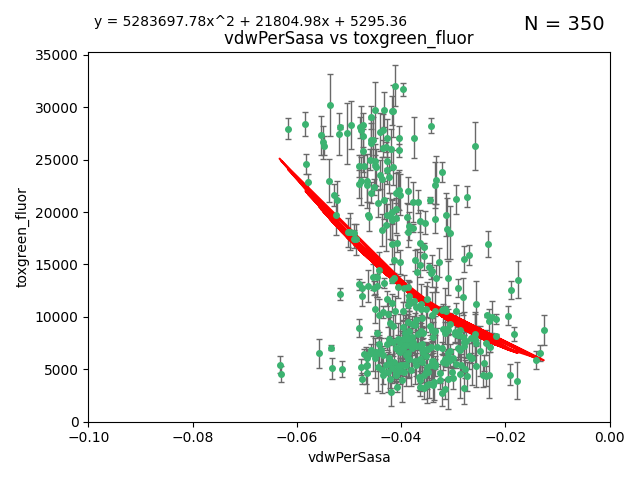 y = 5283697.78x^2 + 21804.98x + 5295.36
N = 350
vdwPerSasa vs toxgreen_fluor
35000
30000
25000
20000
15000
10000
5000
0
toxgreen_fluor
−0.10
−0.08
−0.06
−0.04
−0.02
0.00
vdwPerSasa